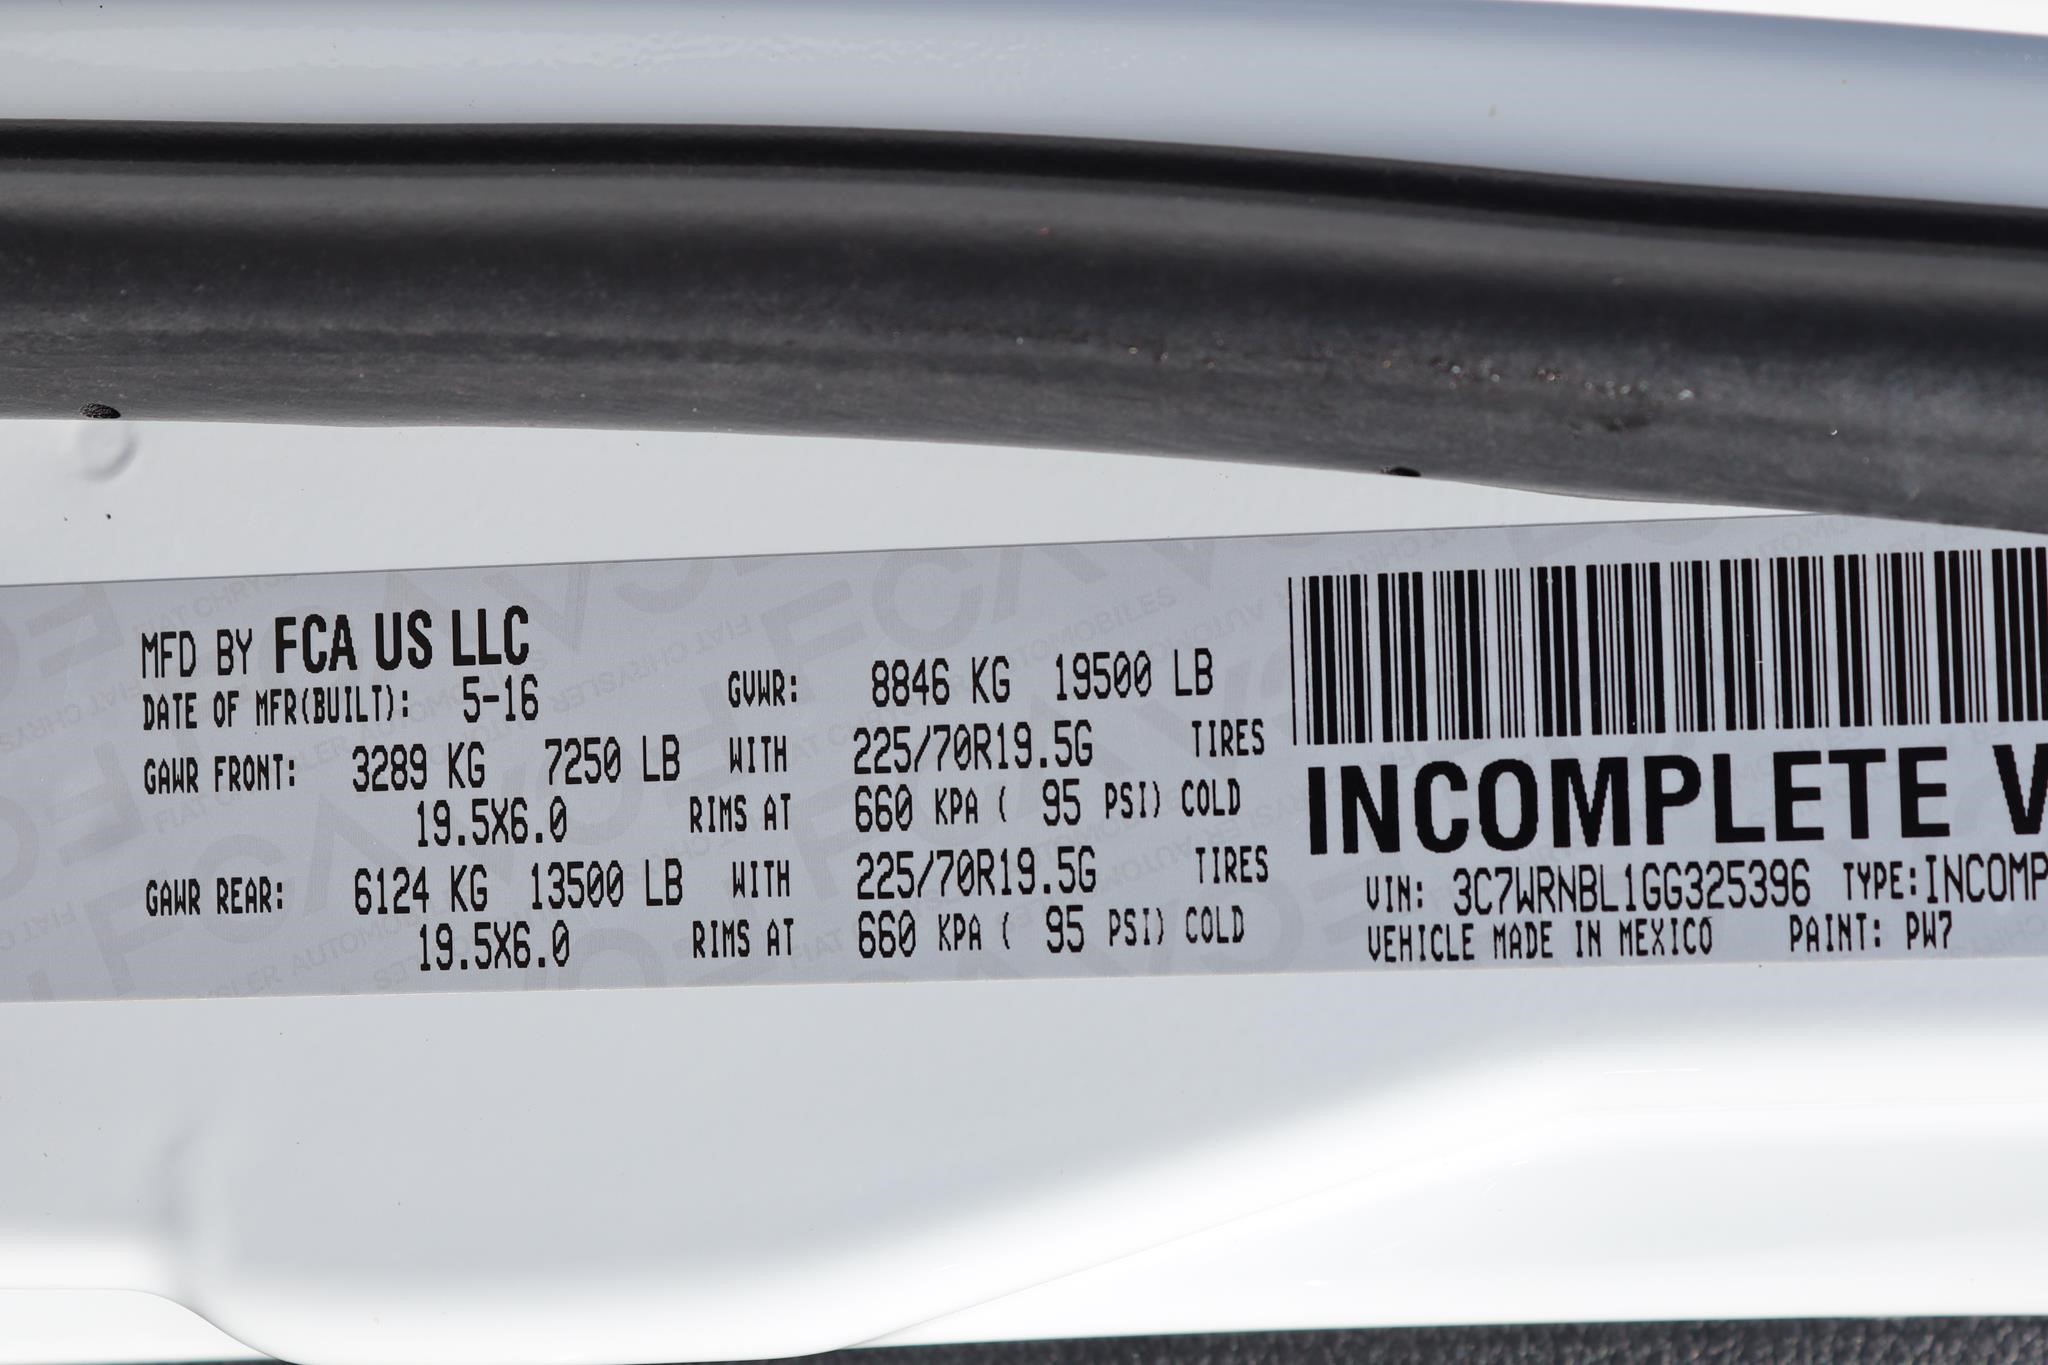 MFD BY FCA US LLC
DATE OF MFR(BUILT): 5-16 GVWR: 8846 KG 19500 LB
GAWR FRONT: 3289 KG 7250 LB WITH 225/70R19.5G TIRES
19.5X6.0 RIMS AT 660 KPA ( 95 PSI) COLD
GAWR REAR: 6124 KG 13500 LB WITH 225/70R19.5G TIRES
19.5X6.0 RIMS AT 660 KPA ( 95 PSI) COLD
INCOMPLETE V
VIN: 3C7WRNBL1GG325396 TYPE: INCOMP
VEHICLE MADE IN MEXICO PAINT: PW7